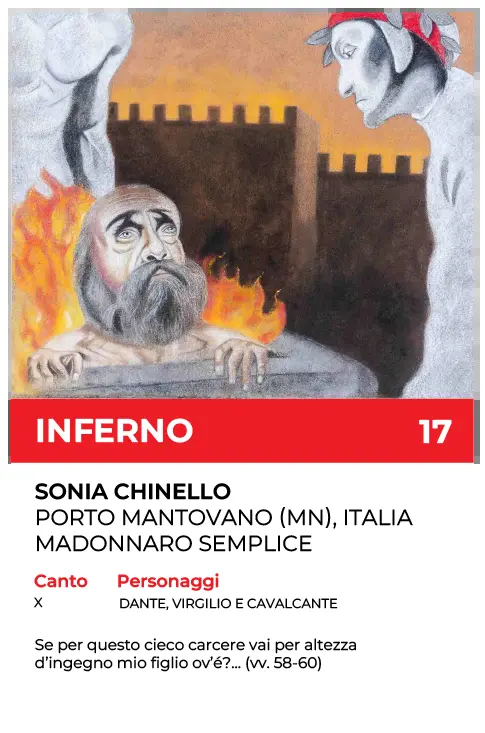 INFERNO 17
SONIA CHINELLO
PORTO MANTOVANO (MN), ITALIA
MADONNARO SEMPLICE
Canto Personaggi
X DANTE, VIRGILIO E CAVALCANTE
Se per questo cieco carcere vai per altezza
d’ingegno mio figlio ov’é?... (vv. 58-60)